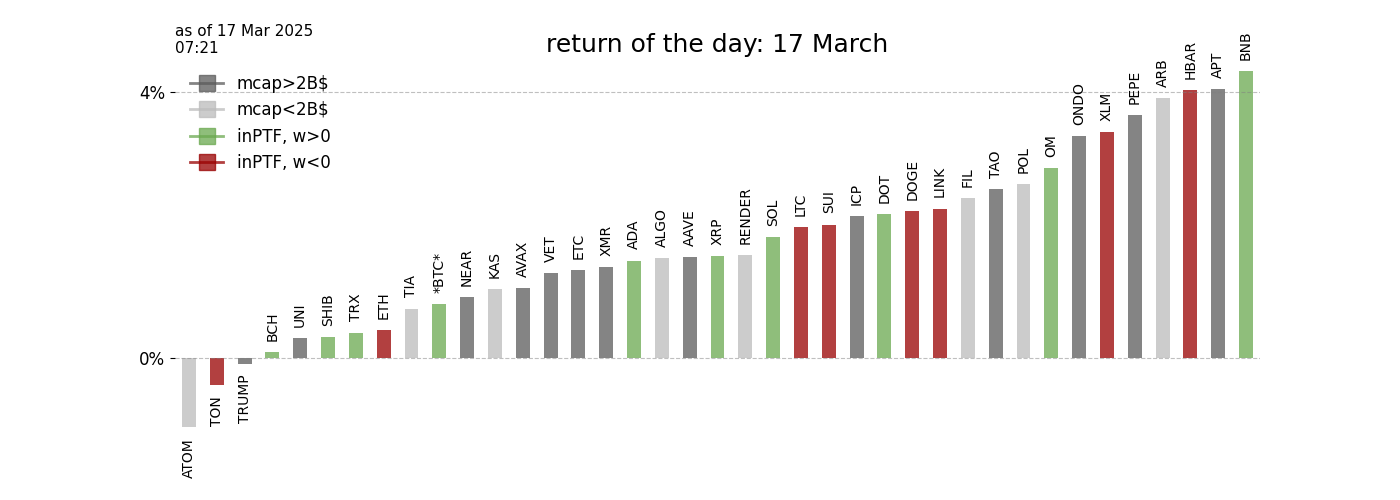 as of 17 Mar 2025
07:21
return of the day: 17 March
mcap>2B$
mcap<2B$
inPTF, w>0
inPTF, w<0
4%
0%
ATOM
TON
TRUMP
BCH
UNI
SHIB
TRX
ETH
TIA
*BTC*
NEAR
KAS
AVAX
VET
ETC
XMR
ADA
ALGO
AAVE
XRP
RENDER
SOL
LTC
SUI
ICP
DOT
DOGE
LINK
FIL
TAO
POL
OM
ONDO
XLM
PEPE
ARB
HBAR
APT
BNB